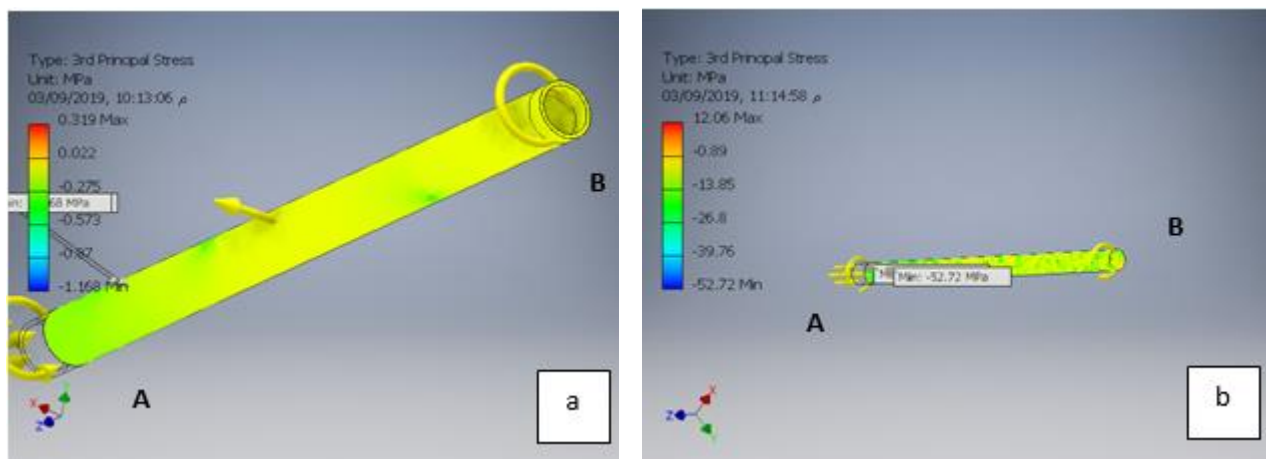 Type: 3rd Principal Stress
Unit: MPa
03/09/2019, 10:13:06 م
0.319 Max
0.022
-0.275
68 MPa
-0.573
-0.87
-1.168 Min
B
A
X
Z
a
Type: 3rd Principal Stress
Unit: MPa
03/09/2019, 11:14:58 م
12.06 Max
-0.89
-13.85
-26.8
-39.76
-52.72 Min
B
Min: -52.72 MPa
A
X
Z
Y
b